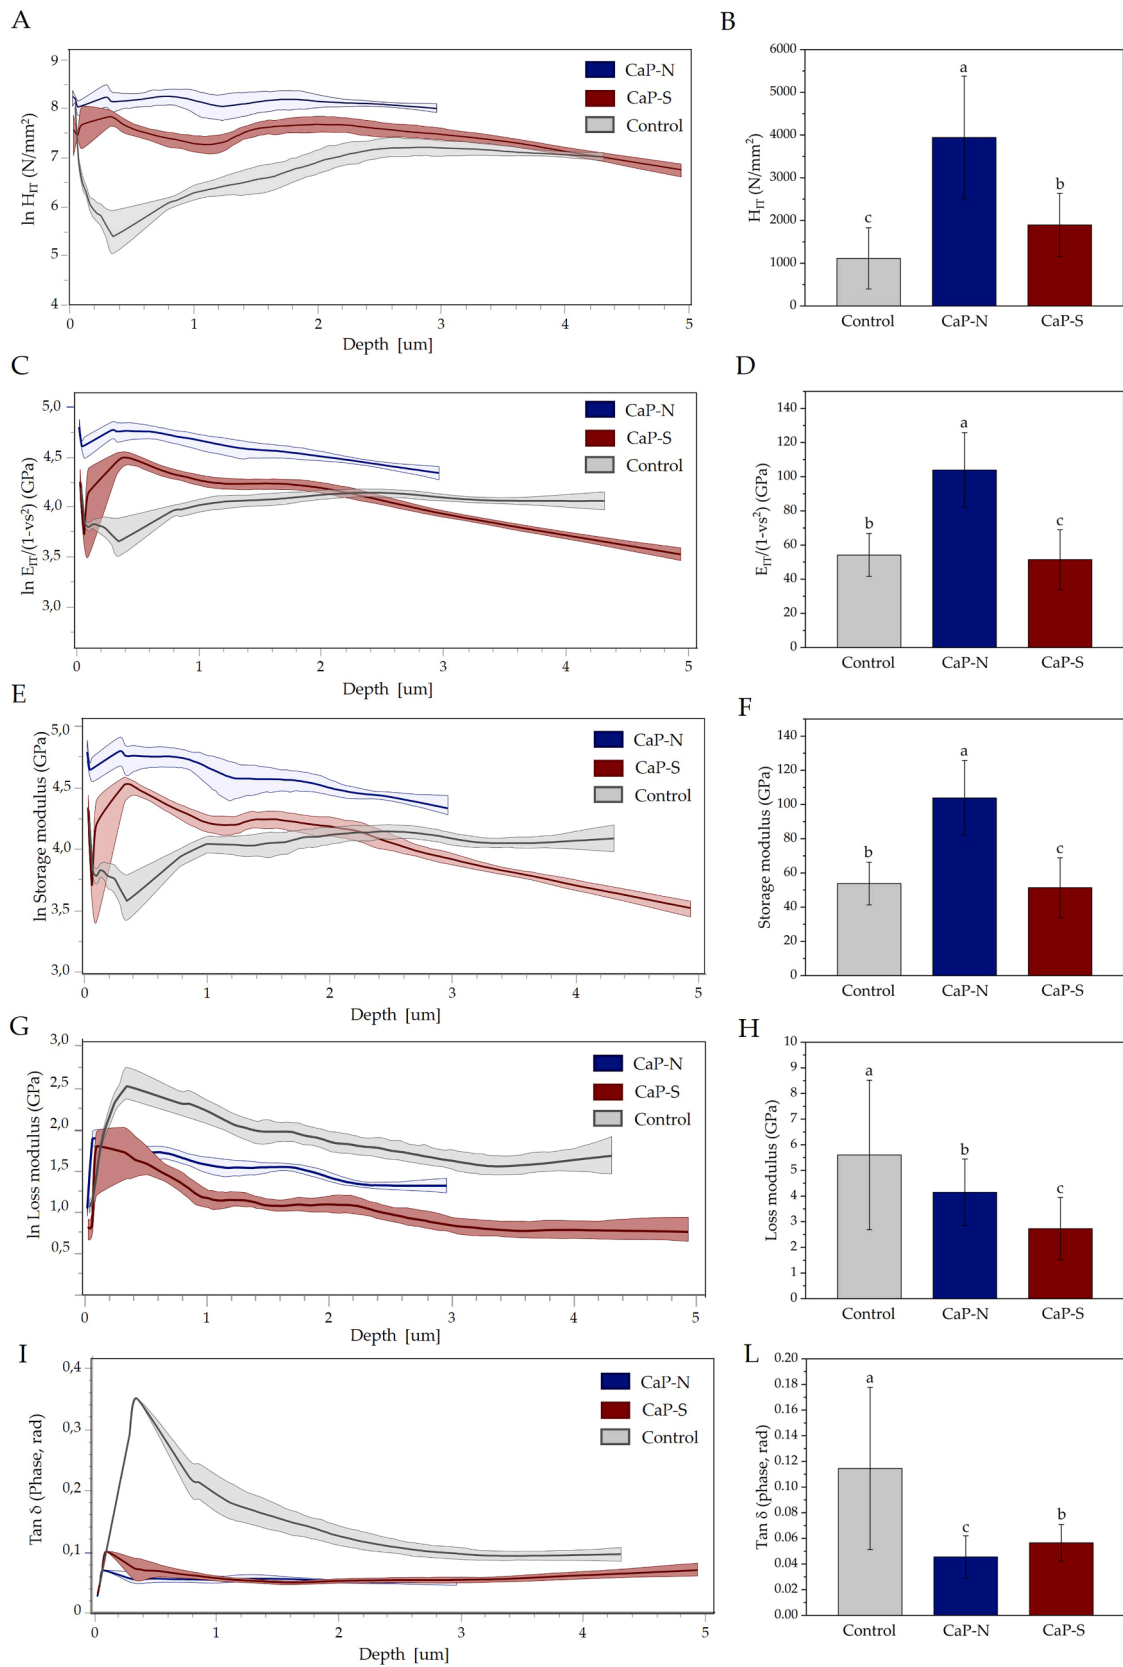 A
9
8
7
6
5
4
ln H_IT (N/mm²)
0
1
2
3
4
5
Depth [um]
CaP-N
CaP-S
Control
B
6000
5000
4000
3000
2000
1000
0
H_IT (N/mm²)
c
a
b
Control
CaP-N
CaP-S
C
5,0
4,5
4,0
3,5
3,0
ln E_IT/(1-vs²) (GPa)
0
1
2
3
4
5
Depth [um]
CaP-N
CaP-S
Control
D
140
120
100
80
60
40
20
0
E_IT/(1-vs²) (GPa)
b
a
c
Control
CaP-N
CaP-S
E
5,0
4,5
4,0
3,5
3,0
ln Storage modulus (GPa)
0
1
2
3
4
5
Depth [um]
CaP-N
CaP-S
Control
F
140
120
100
80
60
40
20
0
Storage modulus (GPa)
b
a
c
Control
CaP-N
CaP-S
G
3,0
2,5
2,0
1,5
1,0
0,5
ln Loss modulus (GPa)
0
1
2
3
4
5
Depth [um]
CaP-N
CaP-S
Control
H
10
9
8
7
6
5
4
3
2
1
0
Loss modulus (GPa)
a
b
c
Control
CaP-N
CaP-S
I
0,4
0,3
0,2
0,1
0
Tan δ (Phase, rad)
0
1
2
3
4
5
Depth [um]
CaP-N
CaP-S
Control
L
0.20
0.18
0.16
0.14
0.12
0.10
0.08
0.06
0.04
0.02
0.00
Tan δ (phase, rad)
a
c
b
Control
CaP-N
CaP-S